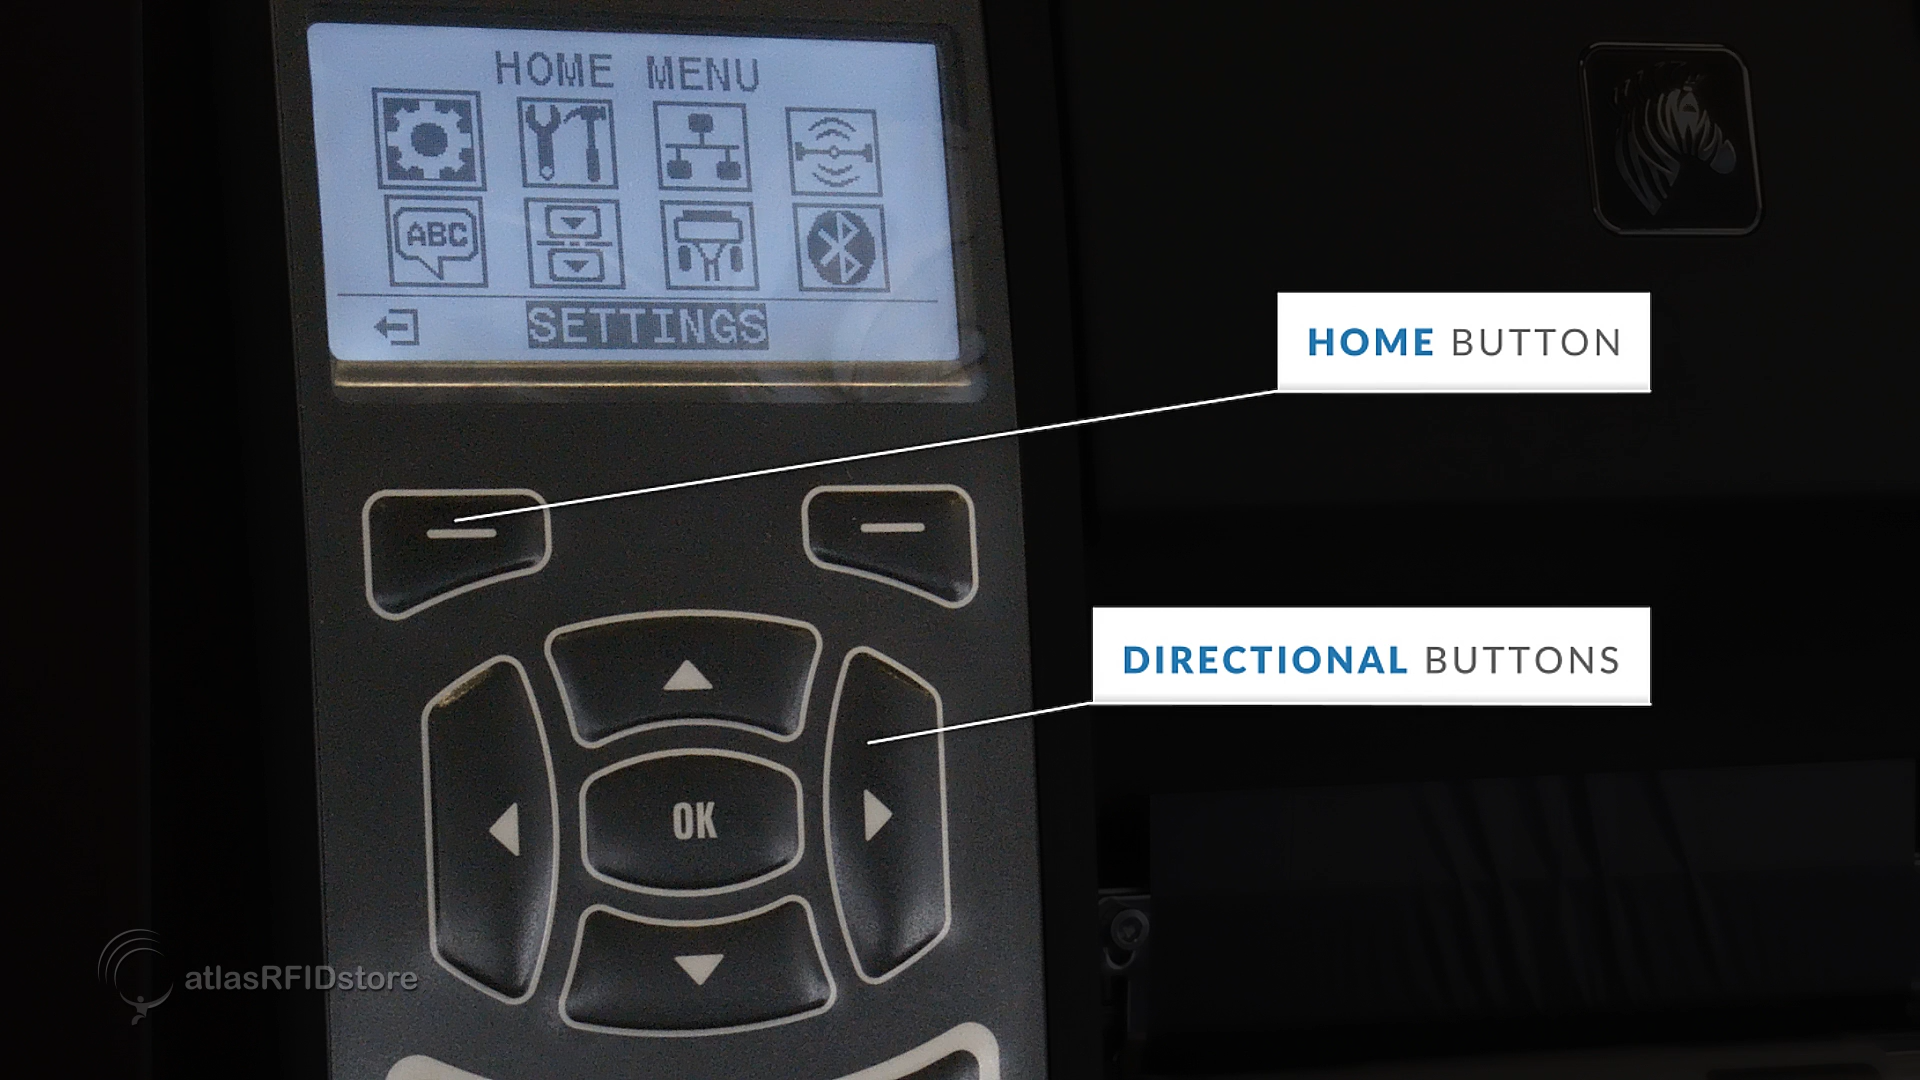 HOME MENU
ABC
SETTINGS
HOME BUTTON
DIRECTIONAL BUTTONS
OK
atlasRFIDstore